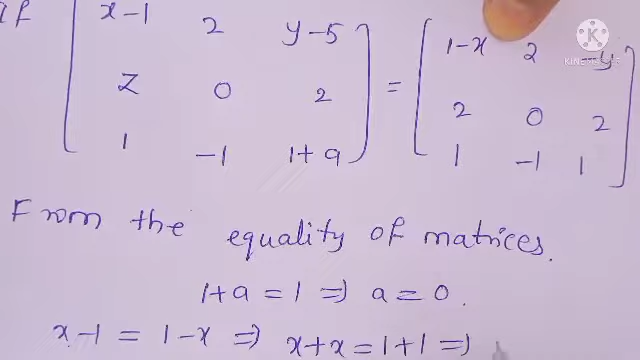 If [ x-1 2 y-5 ] = [ 1-x 2 -y ]
[ z 0 2 ] [ 2 0 2 ]
[ 1 -1 1+a ] [ 1 -1 1 ]
From the equality of matrices.
1+a = 1 => a = 0.
x-1 = 1-x => x+x = 1+1 =>